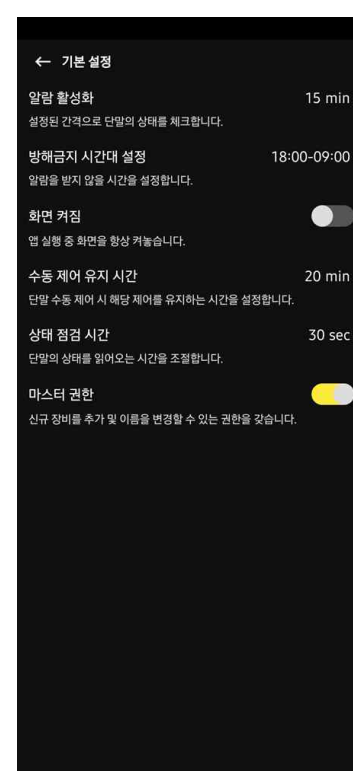 ← 기본 설정
알람 활성화 15 min
설정된 간격으로 단말의 상태를 체크합니다.
방해금지 시간대 설정 18:00-09:00
알람을 받지 않을 시간을 설정합니다.
화면 켜짐
앱 실행 중 화면을 항상 켜놓습니다.
수동 제어 유지 시간 20 min
단말 수동 제어 시 해당 제어를 유지하는 시간을 설정합니다.
상태 점검 시간 30 sec
단말의 상태를 읽어오는 시간을 조절합니다.
마스터 권한
신규 장비를 추가 및 이름을 변경할 수 있는 권한을 갖습니다.